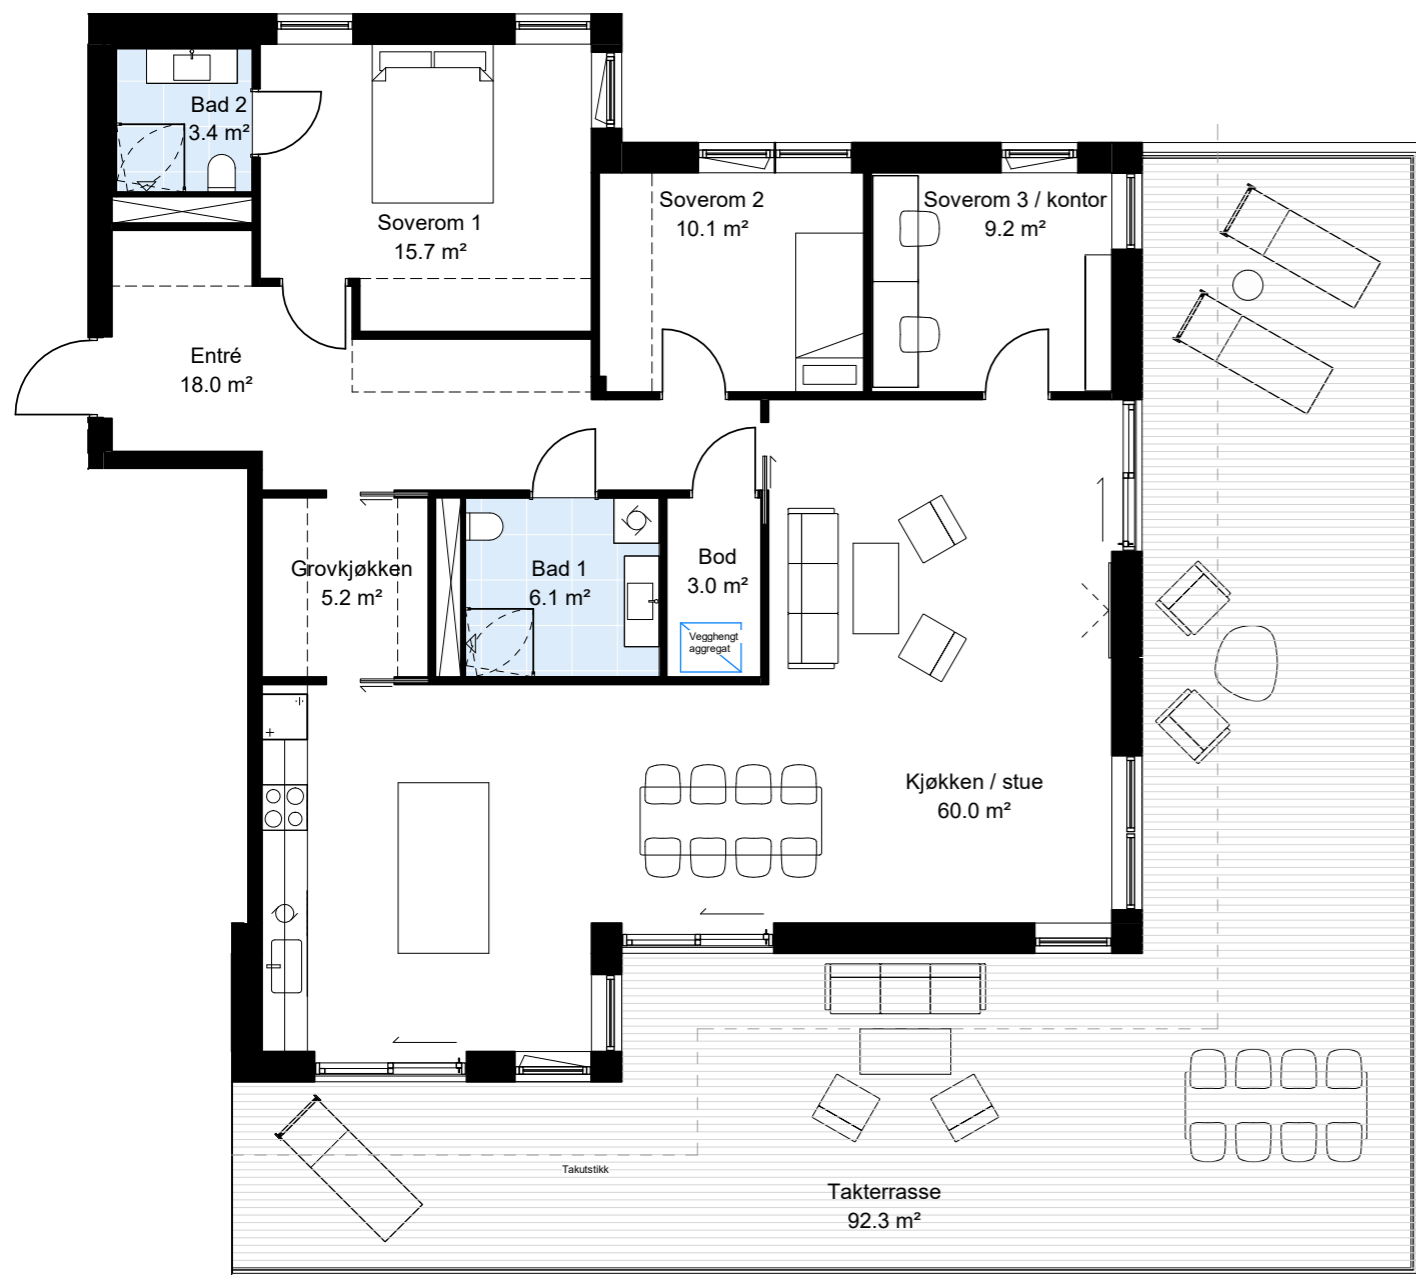 Bad 2
3.4 m²
Soverom 1
15.7 m²
Soverom 2
10.1 m²
Soverom 3 / kontor
9.2 m²
Entré
18.0 m²
Grovkjøkken
5.2 m²
Bad 1
6.1 m²
Bod
3.0 m²
Vegghengt
aggregat
Kjøkken / stue
60.0 m²
Takutstikk
Takterrasse
92.3 m²